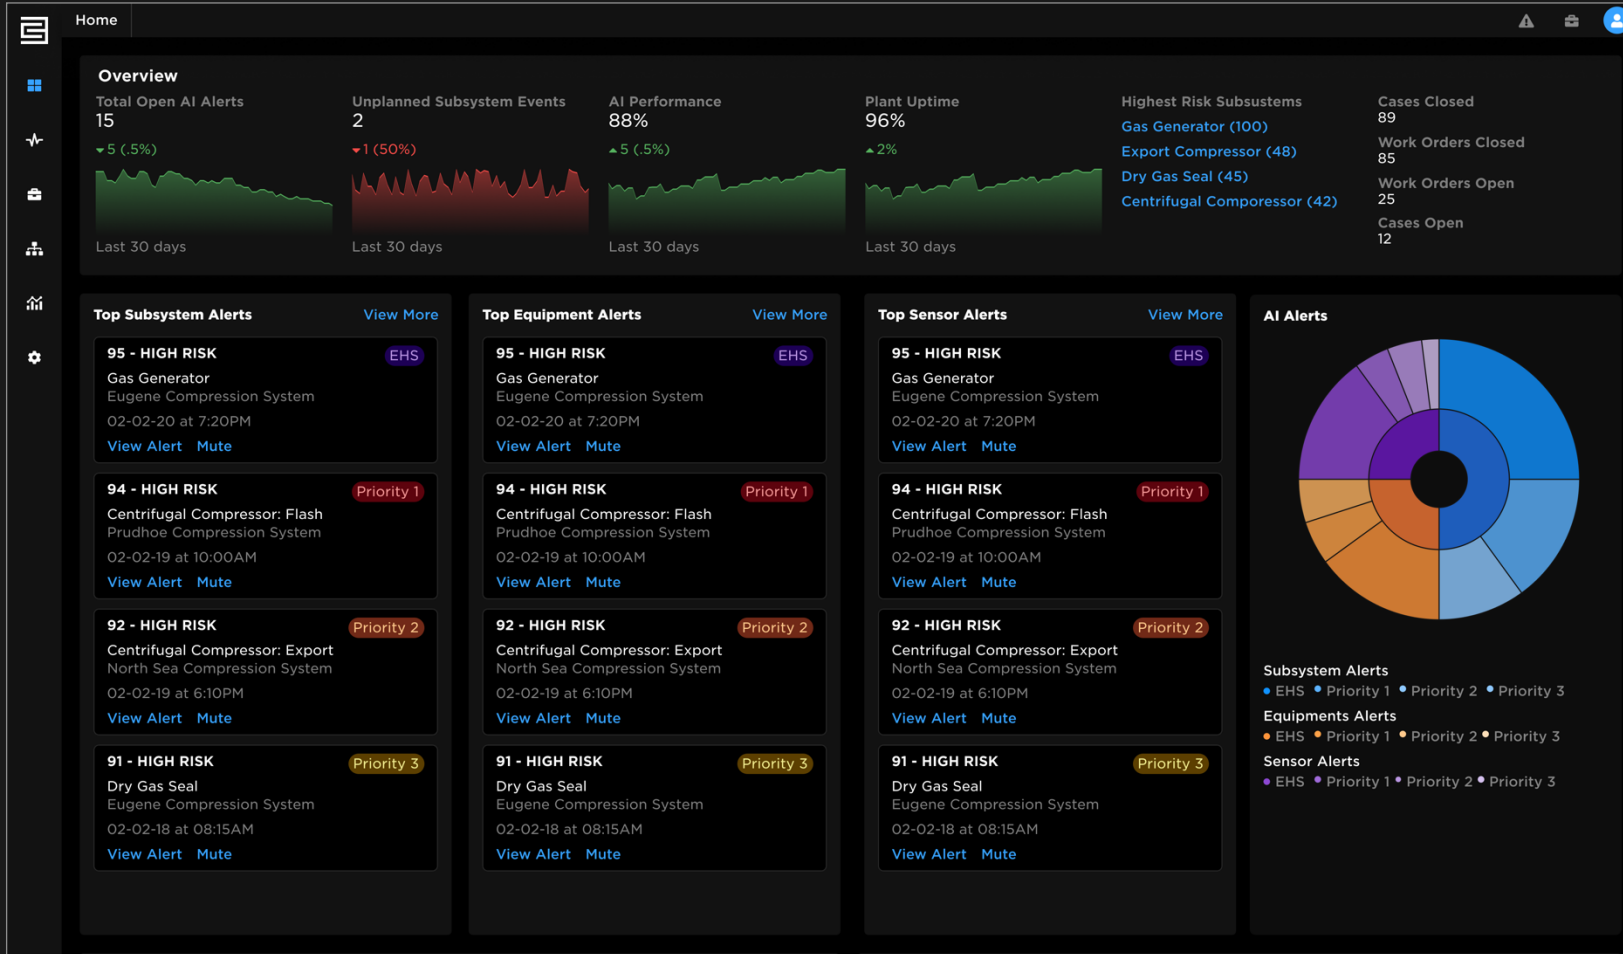 Home
Overview
Total Open AI Alerts
15
5 (.5%)
Last 30 days
Unplanned Subsystem Events
2
1 (50%)
Last 30 days
AI Performance
88%
5 (.5%)
Last 30 days
Plant Uptime
96%
2%
Last 30 days
Highest Risk Subsustems
Gas Generator (100)
Export Compressor (48)
Dry Gas Seal (45)
Centrifugal Comporessor (42)
Cases Closed
89
Work Orders Closed
85
Work Orders Open
25
Cases Open
12
Top Subsystem Alerts View More
95 - HIGH RISK EHS
Gas Generator
Eugene Compression System
02-02-20 at 7:20PM
View Alert Mute
94 - HIGH RISK Priority 1
Centrifugal Compressor: Flash
Prudhoe Compression System
02-02-19 at 10:00AM
View Alert Mute
92 - HIGH RISK Priority 2
Centrifugal Compressor: Export
North Sea Compression System
02-02-19 at 6:10PM
View Alert Mute
91 - HIGH RISK Priority 3
Dry Gas Seal
Eugene Compression System
02-02-18 at 08:15AM
View Alert Mute
Top Equipment Alerts View More
95 - HIGH RISK EHS
Gas Generator
Eugene Compression System
02-02-20 at 7:20PM
View Alert Mute
94 - HIGH RISK Priority 1
Centrifugal Compressor: Flash
Prudhoe Compression System
02-02-19 at 10:00AM
View Alert Mute
92 - HIGH RISK Priority 2
Centrifugal Compressor: Export
North Sea Compression System
02-02-19 at 6:10PM
View Alert Mute
91 - HIGH RISK Priority 3
Dry Gas Seal
Eugene Compression System
02-02-18 at 08:15AM
View Alert Mute
Top Sensor Alerts View More
95 - HIGH RISK EHS
Gas Generator
Eugene Compression System
02-02-20 at 7:20PM
View Alert Mute
94 - HIGH RISK Priority 1
Centrifugal Compressor: Flash
Prudhoe Compression System
02-02-19 at 10:00AM
View Alert Mute
92 - HIGH RISK Priority 2
Centrifugal Compressor: Export
North Sea Compression System
02-02-19 at 6:10PM
View Alert Mute
91 - HIGH RISK Priority 3
Dry Gas Seal
Eugene Compression System
02-02-18 at 08:15AM
View Alert Mute
AI Alerts
Subsystem Alerts
EHS Priority 1 Priority 2 Priority 3
Equipments Alerts
EHS Priority 1 Priority 2 Priority 3
Sensor Alerts
EHS Priority 1 Priority 2 Priority 3